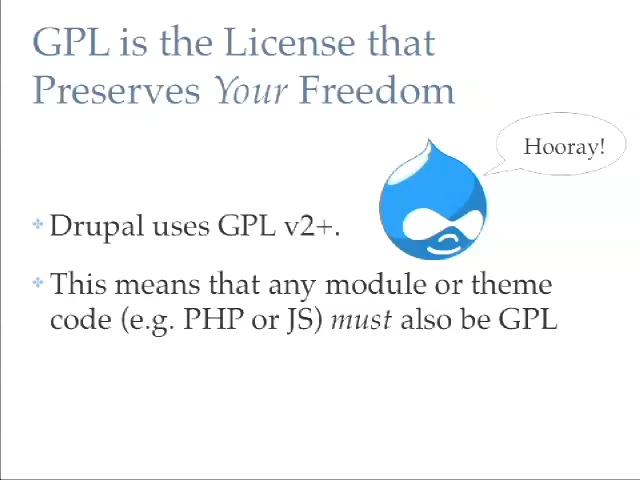 GPL is the License that
Preserves Your Freedom
Hooray!
Drupal uses GPL v2+.
This means that any module or theme
code (e.g. PHP or JS) must also be GPL